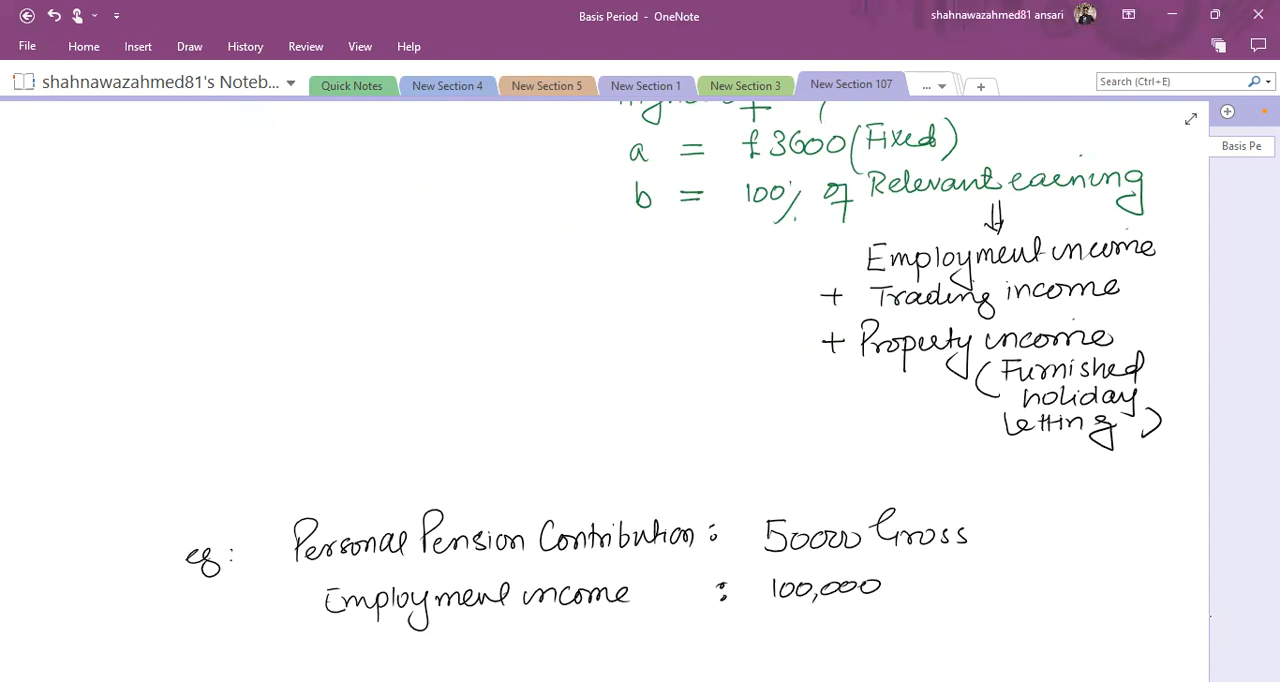 Basis Period - OneNote
shahnawazahmed81 ansari
File Home Insert Draw History Review View Help
shahnawazahmed81's Noteb... Quick Notes New Section 4 New Section 5 New Section 1 New Section 3 New Section 107 ... Search (Ctrl+E)
Basis Pe
a = £3600 (Fixed)
b = 100% of Relevant earning
Employment income
+ Trading income
+ Property income
(Furnished
holiday
letting)
eg: Personal Pension Contribution : 50000 Gross
Employment income : 100,000